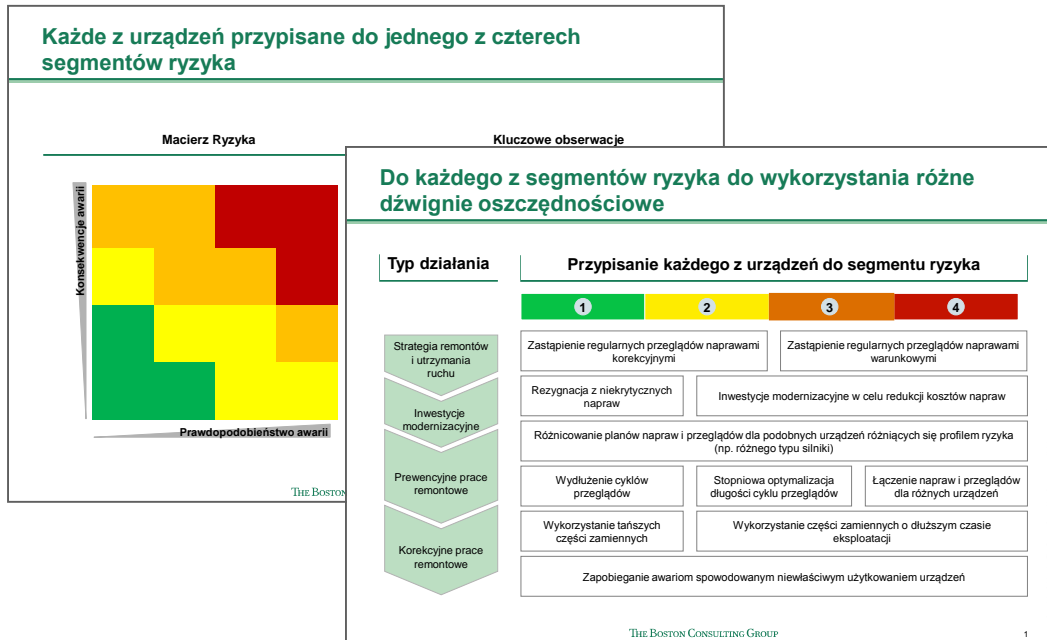 Każde z urządzeń przypisane do jednego z czterech
segmentów ryzyka
Macierz Ryzyka
Kluczowe obserwacje
Konsekwencje awarii
Prawdopodobieństwo awarii
THE BOSTON
Do każdego z segmentów ryzyka do wykorzystania różne
dźwignie oszczędnościowe
Typ działania
Przypisanie każdego z urządzeń do segmentu ryzyka
1
2
3
4
Strategia remontów
i utrzymania
ruchu
Zastąpienie regularnych przeglądów naprawami
korekcyjnymi
Zastąpienie regularnych przeglądów naprawami
warunkowymi
Inwestycje
modernizacyjne
Rezygnacja z niekrytycznych
napraw
Inwestycje modernizacyjne w celu redukcji kosztów napraw
Różnicowanie planów napraw i przeglądów dla podobnych urządzeń różniących się profilem ryzyka
(np. różnego typu silniki)
Prewencyjne prace
remontowe
Wydłużenie cyklów
przeglądów
Stopniowa optymalizacja
długości cyklu przeglądów
Łączenie napraw i przeglądów
dla różnych urządzeń
Korekcyjne prace
remontowe
Wykorzystanie tańszych
części zamiennych
Wykorzystanie części zamiennych o dłuższym czasie
eksploatacji
Zapobieganie awariom spowodowanym niewłaściwym użytkowaniem urządzeń
THE BOSTON CONSULTING GROUP
1